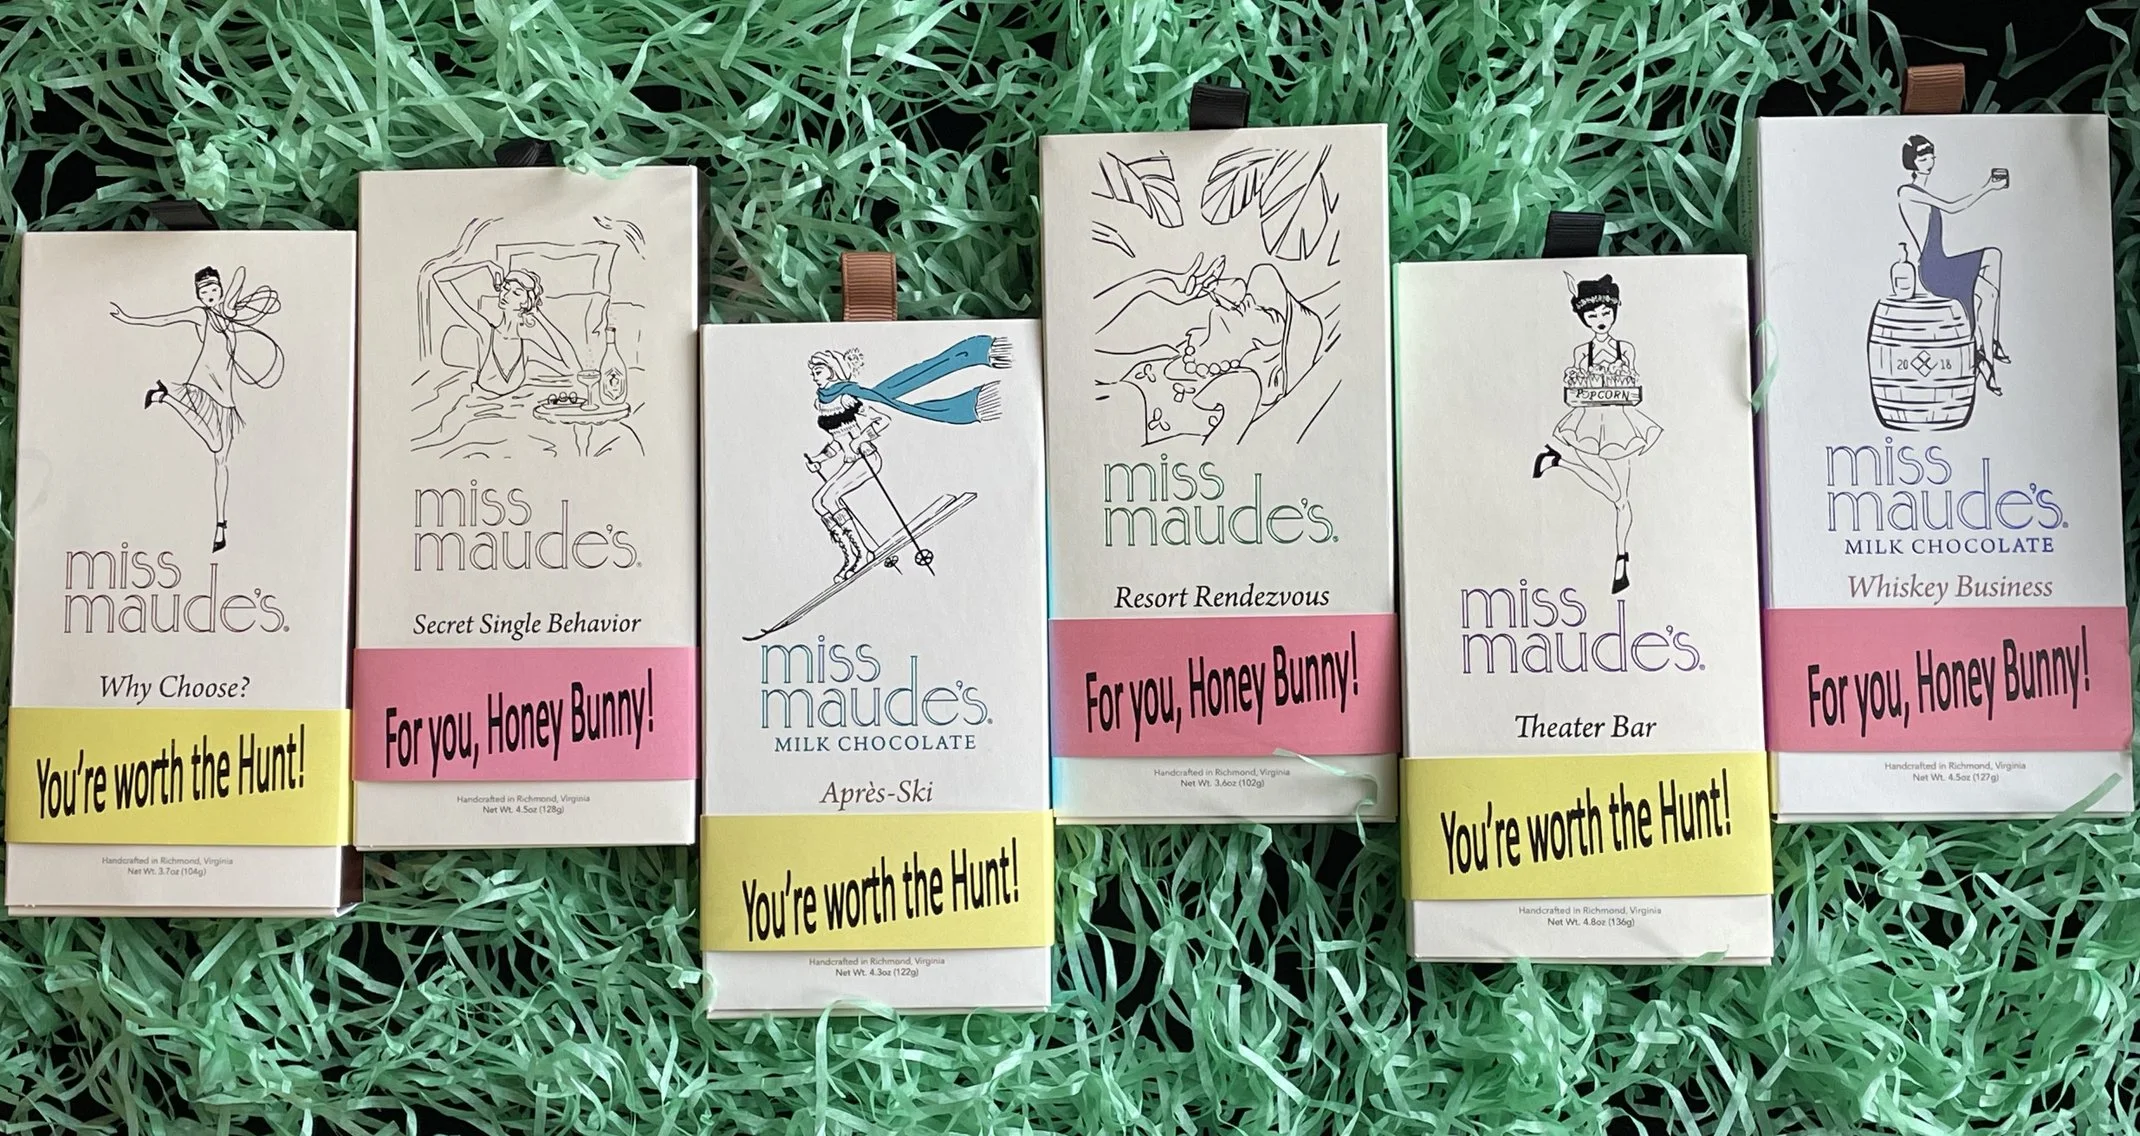 miss
maude's®
Why Choose?
You're worth the Hunt!
Handcrafted in Richmond, Virginia
Net Wt. 3.7oz (104g)
miss
maude's®
Secret Single Behavior
For you, Honey Bunny!
Handcrafted in Richmond, Virginia
Net Wt. 4.5oz (128g)
miss
maude's®
MILK CHOCOLATE
Après-Ski
You're worth the Hunt!
Handcrafted in Richmond, Virginia
Net Wt. 4.3oz (122g)
miss
maude's®
Resort Rendezvous
For you, Honey Bunny!
Handcrafted in Richmond, Virginia
Net Wt. 3.6oz (102g)
POPCORN
miss
maude's®
Theater Bar
You're worth the Hunt!
Handcrafted in Richmond, Virginia
Net Wt. 4.8oz (136g)
20 18
miss
maude's®
MILK CHOCOLATE
Whiskey Business
For you, Honey Bunny!
Handcrafted in Richmond, Virginia
Net Wt. 4.5oz (127g)